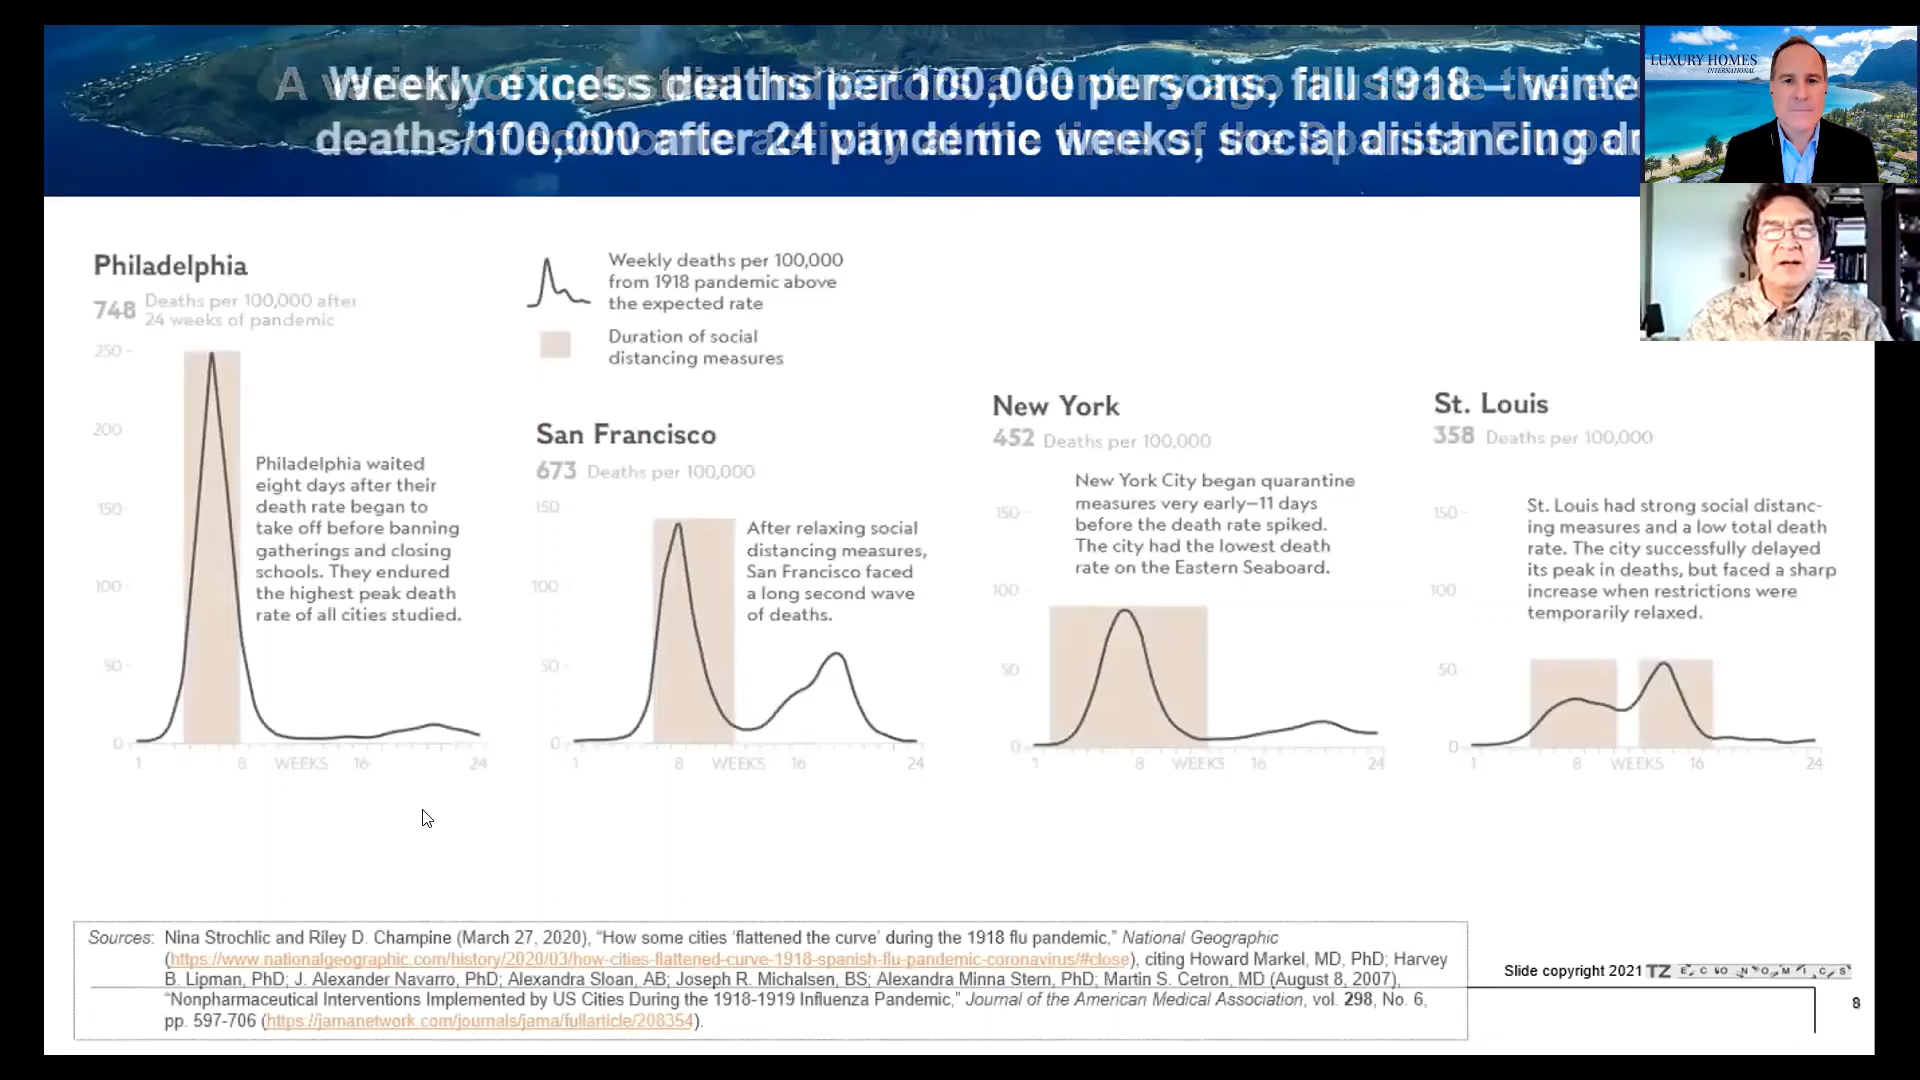 Weekly excess deaths per 100,000 persons, fall 1918 – winte
deaths/100,000 after 24 pandemic weeks, social distancing du
LUXURY HOMES
INTERNATIONAL
Philadelphia
748 Deaths per 100,000 after
24 weeks of pandemic
250
200
150
100
50
0
1 8 WEEKS 16 24
Philadelphia waited
eight days after their
death rate began to
take off before banning
gatherings and closing
schools. They endured
the highest peak death
rate of all cities studied.
Weekly deaths per 100,000
from 1918 pandemic above
the expected rate
Duration of social
distancing measures
San Francisco
673 Deaths per 100,000
150
100
50
0
1 8 WEEKS 16 24
After relaxing social
distancing measures,
San Francisco faced
a long second wave
of deaths.
New York
452 Deaths per 100,000
150
100
50
0
1 8 WEEKS 16 24
New York City began quarantine
measures very early–11 days
before the death rate spiked.
The city had the lowest death
rate on the Eastern Seaboard.
St. Louis
358 Deaths per 100,000
150
100
50
0
1 8 WEEKS 16 24
St. Louis had strong social distanc-
ing measures and a low total death
rate. The city successfully delayed
its peak in deaths, but faced a sharp
increase when restrictions were
temporarily relaxed.
Sources: Nina Strochlic and Riley D. Champine (March 27, 2020), “How some cities ‘flattened the curve’ during the 1918 flu pandemic,” National Geographic
(https://www.nationalgeographic.com/history/2020/03/how-cities-flattened-curve-1918-spanish-flu-pandemic-coronavirus/#close), citing Howard Markel, MD, PhD; Harvey
B. Lipman, PhD; J. Alexander Navarro, PhD; Alexandra Sloan, AB; Joseph R. Michalsen, BS; Alexandra Minna Stern, PhD; Martin S. Cetron, MD (August 8, 2007),
“Nonpharmaceutical Interventions Implemented by US Cities During the 1918-1919 Influenza Pandemic,” Journal of the American Medical Association, vol. 298, No. 6,
pp. 597-706 (https://jamanetwork.com/journals/jama/fullarticle/208354).
Slide copyright 2021 TZ ECONOMICS
8